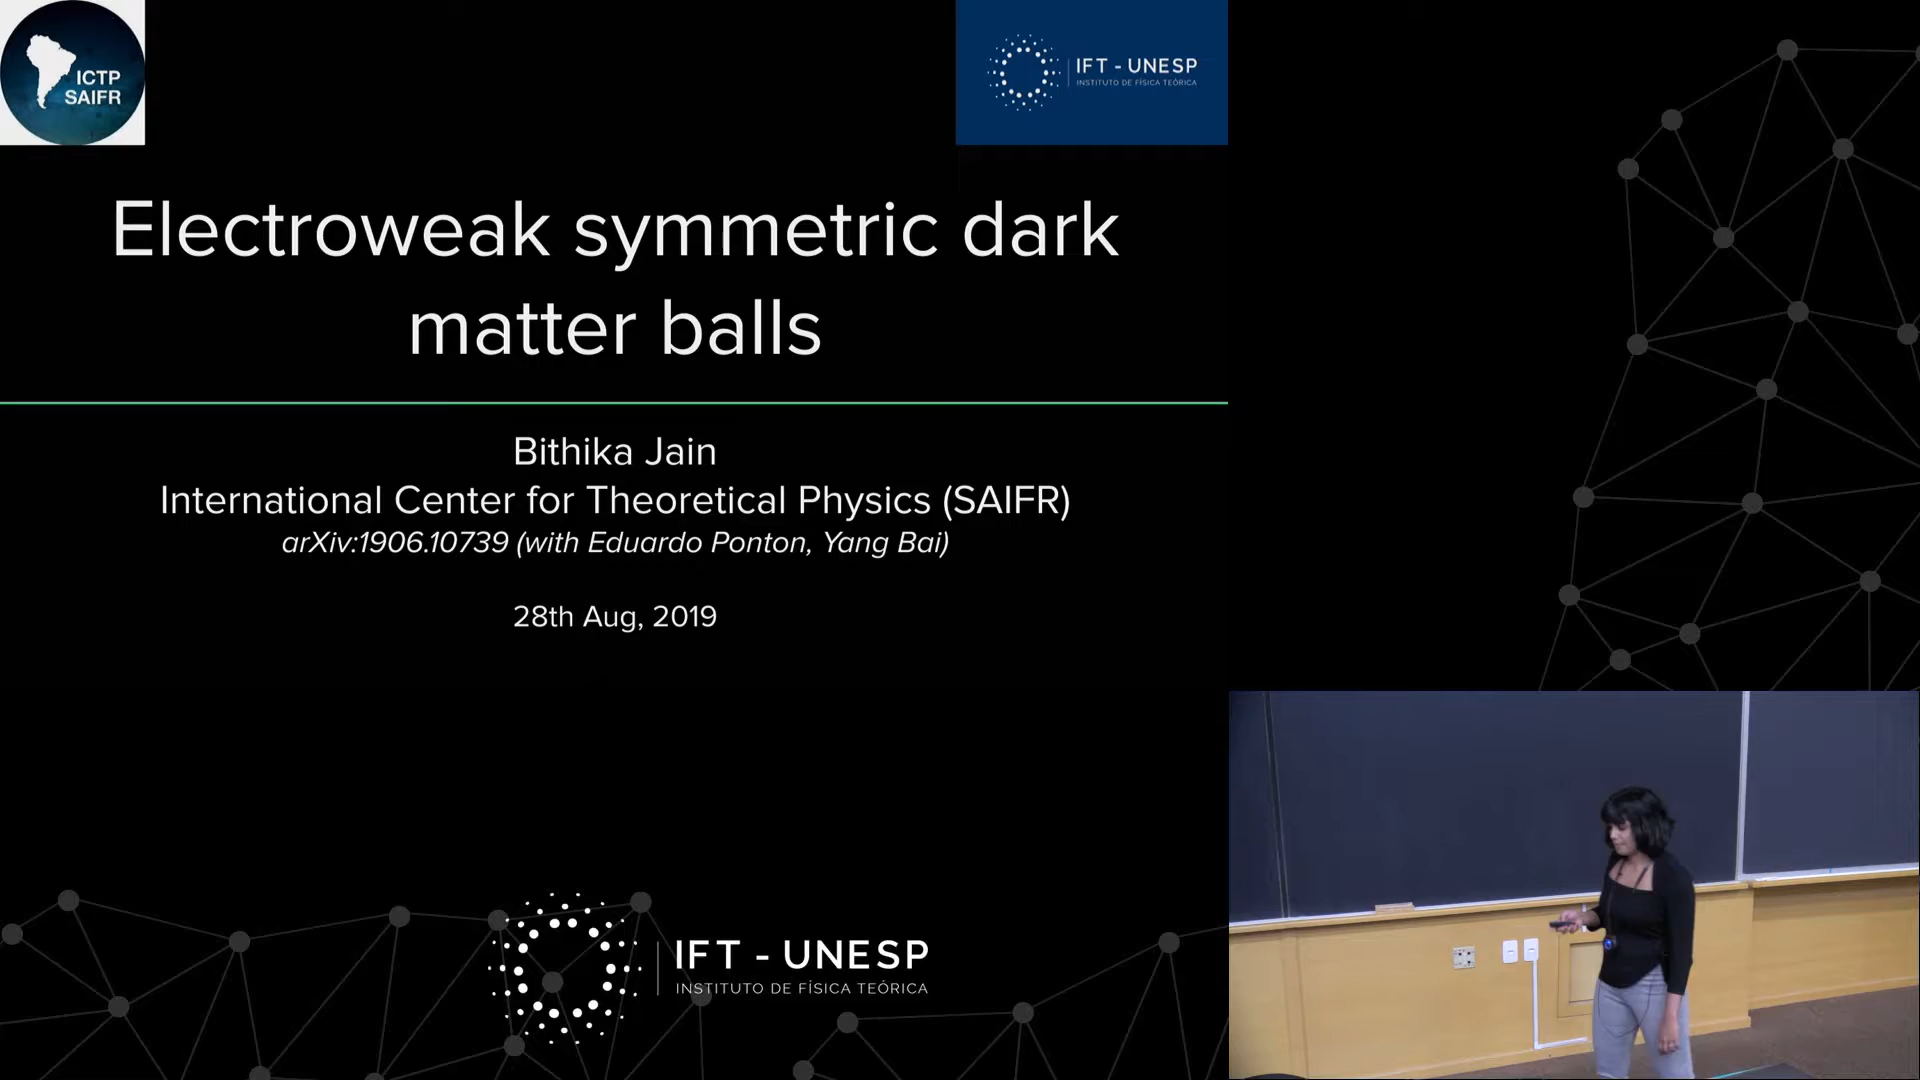 ICTP
SAIFR
IFT - UNESP
INSTITUTO DE FÍSICA TEÓRICA
Electroweak symmetric dark
matter balls
Bithika Jain
International Center for Theoretical Physics (SAIFR)
arXiv:1906.10739 (with Eduardo Ponton, Yang Bai)
28th Aug, 2019
IFT - UNESP
INSTITUTO DE FÍSICA TEÓRICA